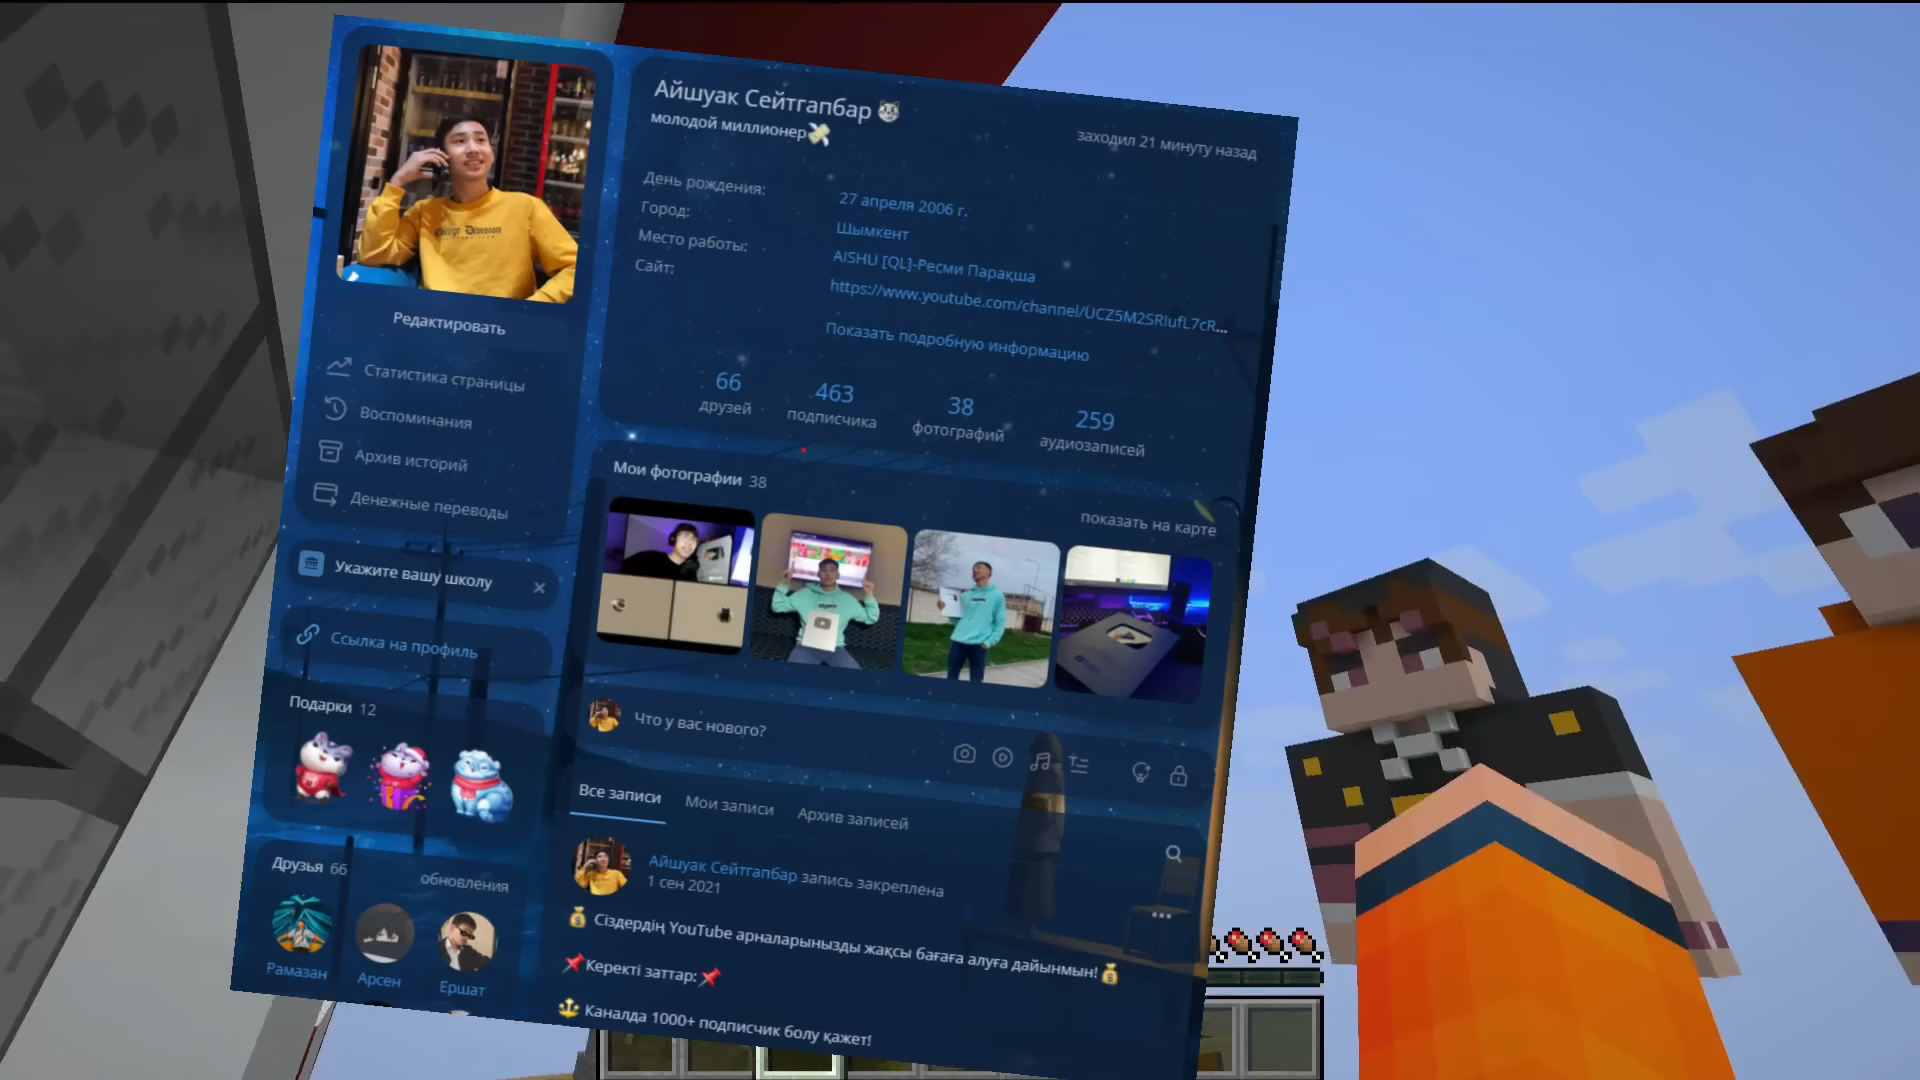 Айшуак Сейтгапбар
молодой миллионер
заходил 21 минуту назад
День рождения:
27 апреля 2006 г.
Город:
Шымкент
Место работы:
AISHU [QL]-Ресми Парақша
Сайт:
https://www.youtube.com/channel/UCZ5M2SRIufL7cR...
Показать подробную информацию
66
друзей
463
подписчика
38
фотографий
259
аудиозаписей
Редактировать
Статистика страницы
Воспоминания
Архив историй
Денежные переводы
Укажите вашу школу
Ссылка на профиль
Подарки 12
Друзья 66
обновления
Рамазан
Арсен
Ершат
Мои фотографии 38
показать на карте
Что у вас нового?
Все записи
Мои записи
Архив записей
Айшуак Сейтгапбар запись закреплена
1 сен 2021
Сіздердің YouTube арналарынызды жақсы бағаға алуға дайынмын!
Керекті заттар:
Каналда 1000+ подписчик болу қажет!